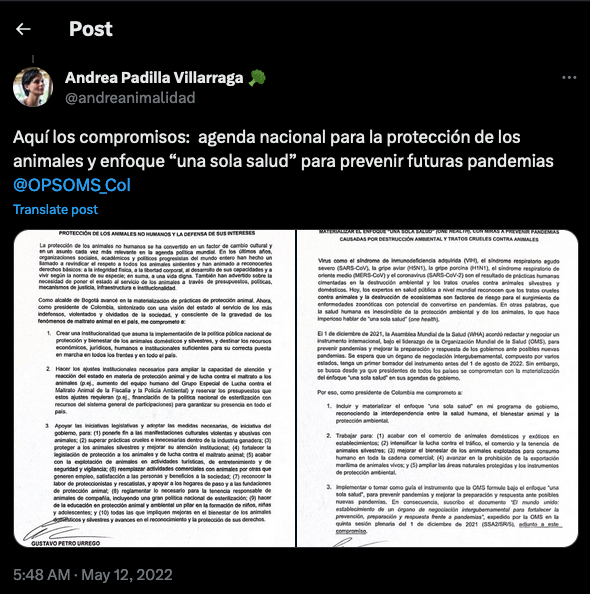 Post
Andrea Padilla Villarraga 🥦
@andreanimalidad
Aquí los compromisos: agenda nacional para la protección de los
animales y enfoque “una sola salud” para prevenir futuras pandemias
@OPSOMS_Col
Translate post
PROTECCIÓN DE LOS ANIMALES NO HUMANOS Y LA DEFENSA DE SUS INTERESES
La protección de los animales no humanos se ha convertido en un factor de cambio cultural y
en un asunto cada vez más relevante en la agenda política mundial. En los últimos años,
organizaciones sociales, académicos y políticos progresistas del mundo entero han hecho un
llamado a revindicar el respeto a todos los animales sintientes y han animado a reconocerles
derechos básicos: a la integridad física, a la libertad corporal, al desarrollo de sus capacidades y a
vivir según la norma de su especie; en suma, a una vida digna. También han advertido sobre la
necesidad de poner el estado al servicio de los animales a través de presupuestos, políticas,
mecanismos de justicia, infraestructura e institucionalidad.
Como alcalde de Bogotá avancé en la materialización de prácticas de protección animal. Ahora,
como presidente de Colombia, sintonizado con una visión del estado al servicio de los más
indefensos, violentados y olvidados de la sociedad, y consciente de la gravedad de los
fenómenos de maltrato animal en el país, me comprometo a:
1. Crear una institucionalidad que asuma la implementación de la política pública nacional de
protección y bienestar de los animales domésticos y silvestres, y destinar los recursos
económicos, jurídicos, humanos e institucionales suficientes para su correcta puesta
en marcha en todos los frentes y en todo el país.
2. Hacer los ajustes institucionales necesarios para ampliar la capacidad de atención y
reacción del estado en materia de protección animal y de lucha contra el maltrato a los
animales (p.ej., aumento del equipo humano del Grupo Especial de Lucha contra el
Maltrato Animal de la Fiscalía y la Policía Ambiental) y reservar los presupuestos que
estos ajustes requieran (p.ej., financiación de la política nacional de esterilización con
recursos del sistema general de participaciones) para garantizar su presencia en todo el
país.
3. Apoyar las iniciativas legislativas y adoptar las medidas necesarias, de iniciativa del
gobierno, para: (1) ponerle fin a las manifestaciones culturales violentas y abusivas con
animales; (2) superar prácticas crueles e innecesarias dentro de la industria ganadera; (3)
proteger a los animales silvestres y mejorar su atención institucional; (4) fortalecer la
legislación de protección a los animales y de lucha contra el maltrato animal; (5) acabar
con la explotación de animales en actividades turísticas, de entretenimiento y de
seguridad y vigilancia; (6) reemplazar actividades comerciales con animales por otras que
generen empleo, satisfacción a las personas y beneficio a la sociedad; (7) reconocer la
labor de proteccionistas y rescatistas, y apoyar a los hogares de paso y a las fundaciones
de protección animal; (8) reglamentar lo necesario para la tenencia responsable de
animales de compañía, incluyendo una gran política nacional de esterilización; (9) hacer
de la educación en protección animal y ambiental un pilar en la formación de niños, niñas
y adolescentes; y (10) todas las que impliquen mejoras en el bienestar de los animales
domésticos y silvestres y avances en el reconocimiento y la protección de sus derechos.
GUSTAVO PETRO URREGO
MATERIALIZAR EL ENFOQUE “UNA SOLA SALUD” (ONE HEALTH), CON MIRAS A PREVENIR PANDEMIAS
CAUSADAS POR DESTRUCCIÓN AMBIENTAL Y TRATOS CRUELES CONTRA ANIMALES
Virus como el síndrome de inmunodeficiencia adquirida (VIH), el síndrome respiratorio agudo
severo (SARS-CoV), la gripe aviar (H5N1), la gripe porcina (H1N1), el síndrome respiratorio de
oriente medio (MERS-CoV) y el coronavirus (SARS-CoV-2) son el resultado de prácticas humanas
cimentadas en la destrucción ambiental y los tratos crueles contra animales silvestres y
domésticos. Hoy, los expertos en salud pública a nivel mundial reconocen que los tratos crueles
contra animales y la destrucción de ecosistemas son factores de riesgo para el surgimiento de
enfermedades zoonóticas con potencial de convertirse en pandemias. En otras palabras, que
la salud humana es inescindible de la protección ambiental y de los animales, lo que hace
imperioso hablar de “una sola salud” (one health).
El 1 de diciembre de 2021, la Asamblea Mundial de la Salud (WHA) acordó redactar y negociar un
instrumento internacional, bajo el liderazgo de la Organización Mundial de la Salud (OMS), para
prevenir y mejorar la preparación y respuesta de los gobiernos ante posibles nuevas pandemias.
Se espera que un órgano de negociación intergubernamental, compuesto por varios
estados, tenga un primer borrador del instrumento antes del 1 de agosto de 2022. Sin embargo,
se busca desde ya que presidentes de todos los países se comprometan con la materialización
del enfoque “una sola salud” en sus agendas de gobierno.
Por eso, como presidente de Colombia me comprometo a:
1. Incluir y materializar el enfoque “una sola salud” en mi programa de gobierno,
reconociendo la interdependencia entre la salud humana, el bienestar animal y la
protección ambiental.
2. Trabajar para: (1) acabar con el comercio de animales domésticos y exóticos en
establecimientos; (2) intensificar la lucha contra el tráfico, el comercio y la tenencia
de animales silvestres; (3) mejorar el bienestar de los animales explotados para consumo
humano en toda la cadena comercial; (4) avanzar en la prohibición de la exportación
marítima de animales vivos; y (5) ampliar las áreas naturales protegidas y los instrumentos
de protección ambiental.
3. Implementar o tomar como guía el instrumento que la OMS formule bajo el enfoque “una
sola salud”, para prevenir pandemias y mejorar la preparación y respuesta ante posibles
nuevas pandemias. En consecuencia, suscribo el documento “El mundo unido:
establecimiento de un órgano de negociación intergubernamental para fortalecer la
prevención, preparación y respuesta frente a pandemias”, expedido por la OMS en la
quinta sesión plenaria del 1 de diciembre de 2021 (SSA2/SR/5), adjunto a este
compromiso.
5:48 AM · May 12, 2022